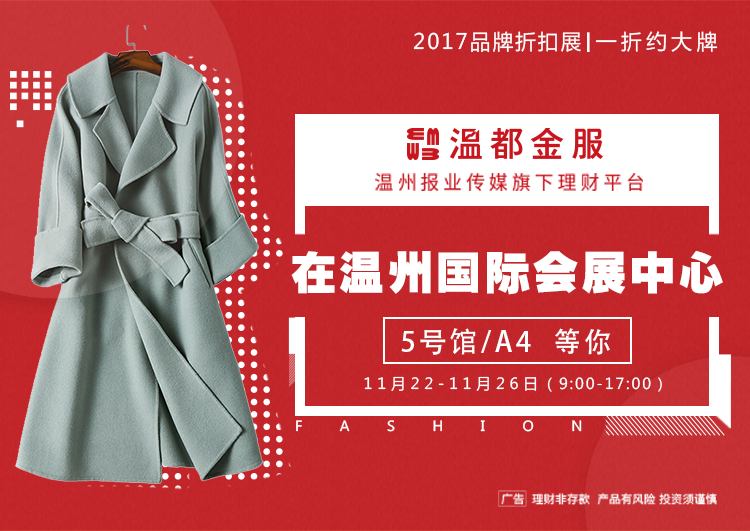 2017品牌折扣展|一折约大牌
溫都金服
温州报业传媒旗下理财平台
在温州国际会展中心
5号馆/A4 等你
11月22-11月26日（9:00-17:00）
FASHION
广告 理财非存款 产品有风险 投资须谨慎